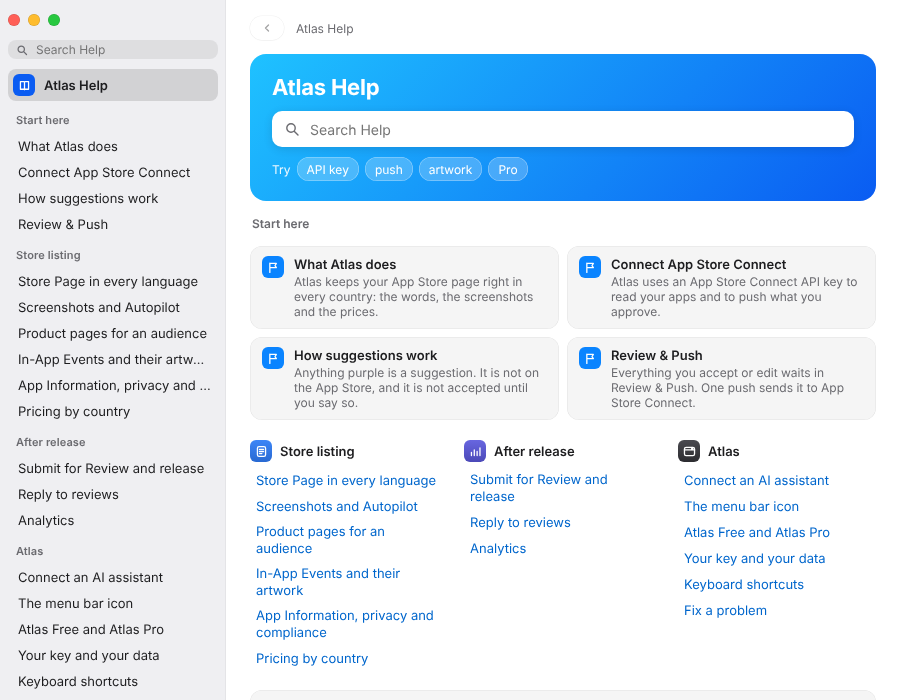 Search Help
Atlas Help
Start here
What Atlas does
Connect App Store Connect
How suggestions work
Review & Push
Store listing
Store Page in every language
Screenshots and Autopilot
Product pages for an audience
In-App Events and their artw...
App Information, privacy and ...
Pricing by country
After release
Submit for Review and release
Reply to reviews
Analytics
Atlas
Connect an AI assistant
The menu bar icon
Atlas Free and Atlas Pro
Your key and your data
Keyboard shortcuts
Atlas Help
Atlas Help
Search Help
Try API key push artwork Pro
Start here
What Atlas does
Atlas keeps your App Store page right in
every country: the words, the screenshots
and the prices.
Connect App Store Connect
Atlas uses an App Store Connect API key to
read your apps and to push what you
approve.
How suggestions work
Anything purple is a suggestion. It is not on
the App Store, and it is not accepted until
you say so.
Review & Push
Everything you accept or edit waits in
Review & Push. One push sends it to App
Store Connect.
Store listing
Store Page in every language
Screenshots and Autopilot
Product pages for an
audience
In-App Events and their
artwork
App Information, privacy and
compliance
Pricing by country
After release
Submit for Review and
release
Reply to reviews
Analytics
Atlas
Connect an AI assistant
The menu bar icon
Atlas Free and Atlas Pro
Your key and your data
Keyboard shortcuts
Fix a problem